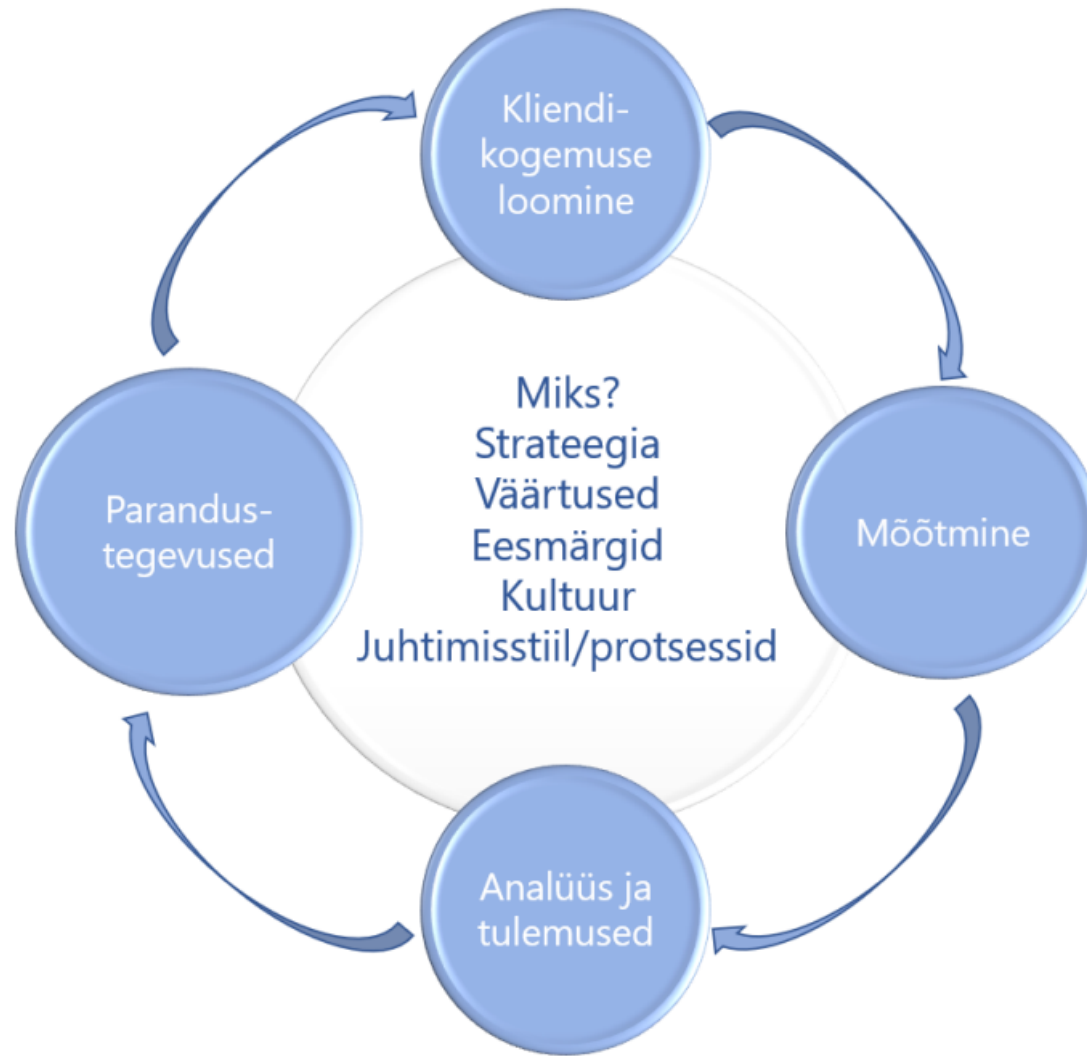 Kliendi-
kogemuse
loomine
Miks?
Strateegia
Väärtused
Eesmärgid
Kultuur
Juhtimisstiil/protsessid
Parandus-
tegevused
Mõõtmine
Analüüs ja
tulemused